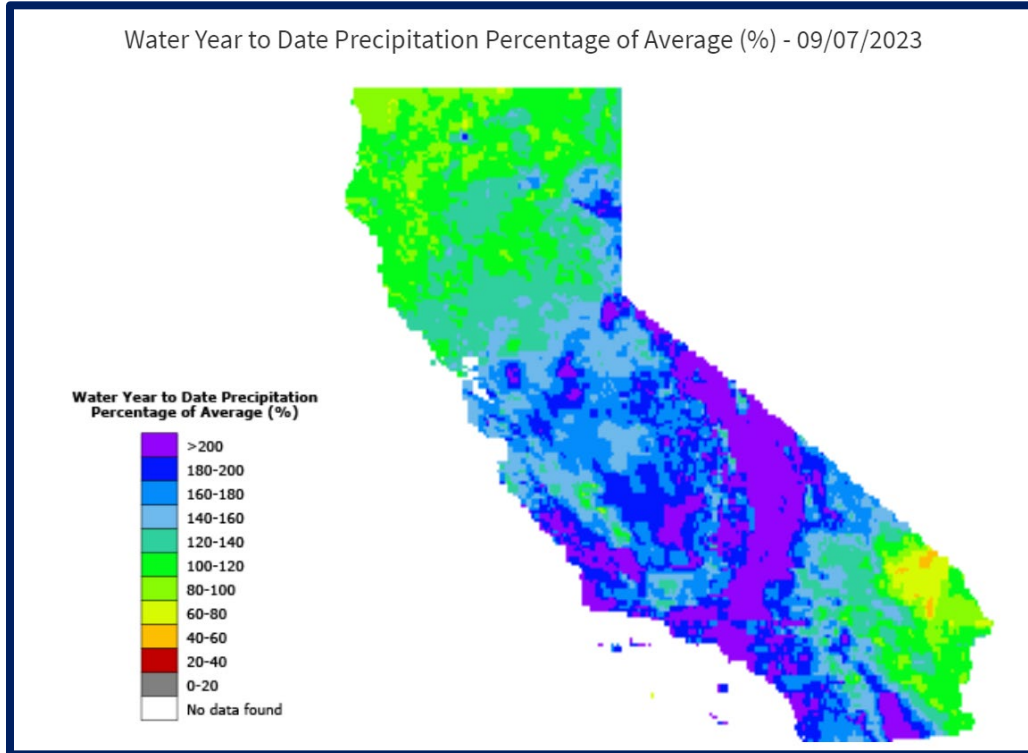 Water Year to Date Precipitation Percentage of Average (%) - 09/07/2023
Water Year to Date Precipitation
Percentage of Average (%)
>200
180-200
160-180
140-160
120-140
100-120
80-100
60-80
40-60
20-40
0-20
No data found